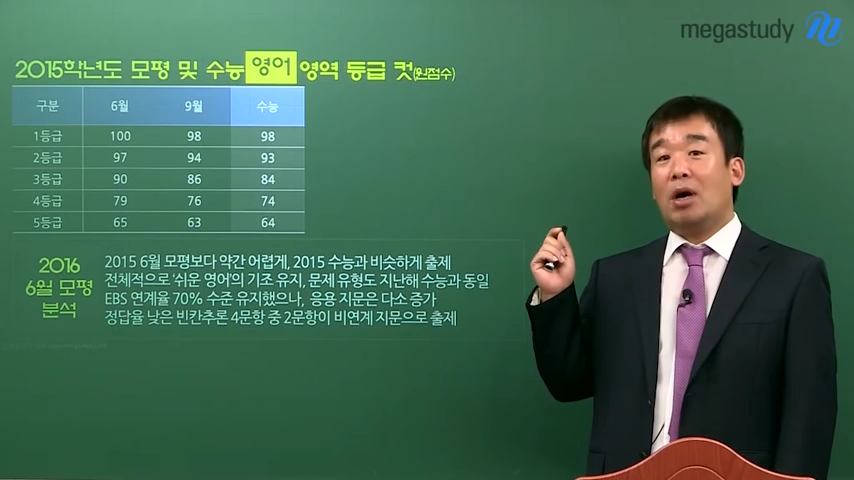 megastudy
2015학년도 모평 및 수능 영어 영역 등급 컷(원점수)
구분 6월 9월 수능
1등급 100 98 98
2등급 97 94 93
3등급 90 86 84
4등급 79 76 74
5등급 65 63 64
2016
6월 모평
분석
2015 6월 모평보다 약간 어렵게, 2015 수능과 비슷하게 출제
전체적으로 '쉬운 영어'의 기조 유지, 문제 유형도 지난해 수능과 동일
EBS 연계율 70% 수준 유지했으나, 응용 지문은 다소 증가
정답율 낮은 빈칸추론 4문항 중 2문항이 비연계 지문으로 출제